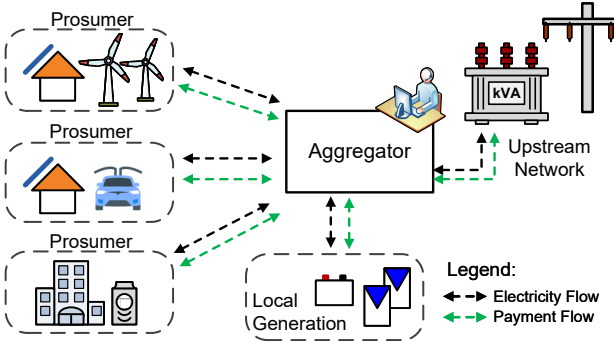 Prosumer
Prosumer
Prosumer
Aggregator
kVA
Upstream
Network
Local
Generation
Legend:
Electricity Flow
Payment Flow